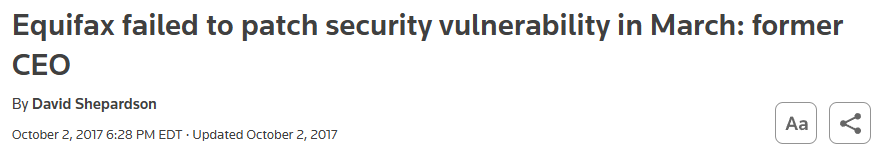 Equifax failed to patch security vulnerability in March: former
CEO
By David Shepardson
October 2, 2017 6:28 PM EDT · Updated October 2, 2017
Aa